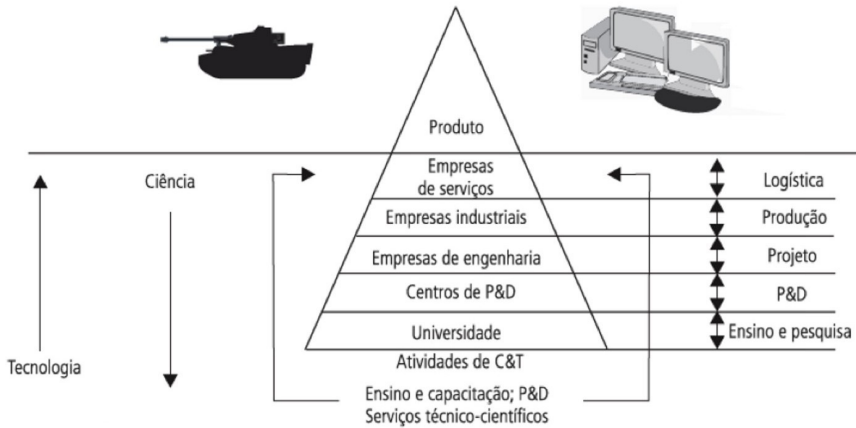 Produto
Ciência
Empresas
de serviços
Logística
Empresas industriais
Produção
Empresas de engenharia
Projeto
Centros de P&D
P&D
Universidade
Ensino e pesquisa
Tecnologia
Atividades de C&T
Ensino e capacitação; P&D
Serviços técnico-científicos